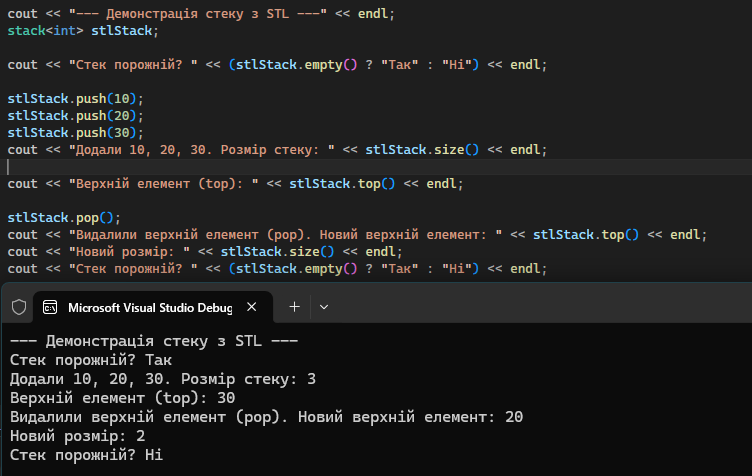 cout << "--- Демонстрація стеку з STL ---" << endl;
stack<int> stlStack;
cout << "Стек порожній? " << (stlStack.empty() ? "Так" : "Ні") << endl;
stlStack.push(10);
stlStack.push(20);
stlStack.push(30);
cout << "Додали 10, 20, 30. Розмір стеку: " << stlStack.size() << endl;
cout << "Верхній елемент (top): " << stlStack.top() << endl;
stlStack.pop();
cout << "Видалили верхній елемент (pop). Новий верхній елемент: " << stlStack.top() << endl;
cout << "Новий розмір: " << stlStack.size() << endl;
cout << "Стек порожній? " << (stlStack.empty() ? "Так" : "Ні") << endl;
Microsoft Visual Studio Debug
--- Демонстрація стеку з STL ---
Стек порожній? Так
Додали 10, 20, 30. Розмір стеку: 3
Верхній елемент (top): 30
Видалили верхній елемент (pop). Новий верхній елемент: 20
Новий розмір: 2
Стек порожній? Ні